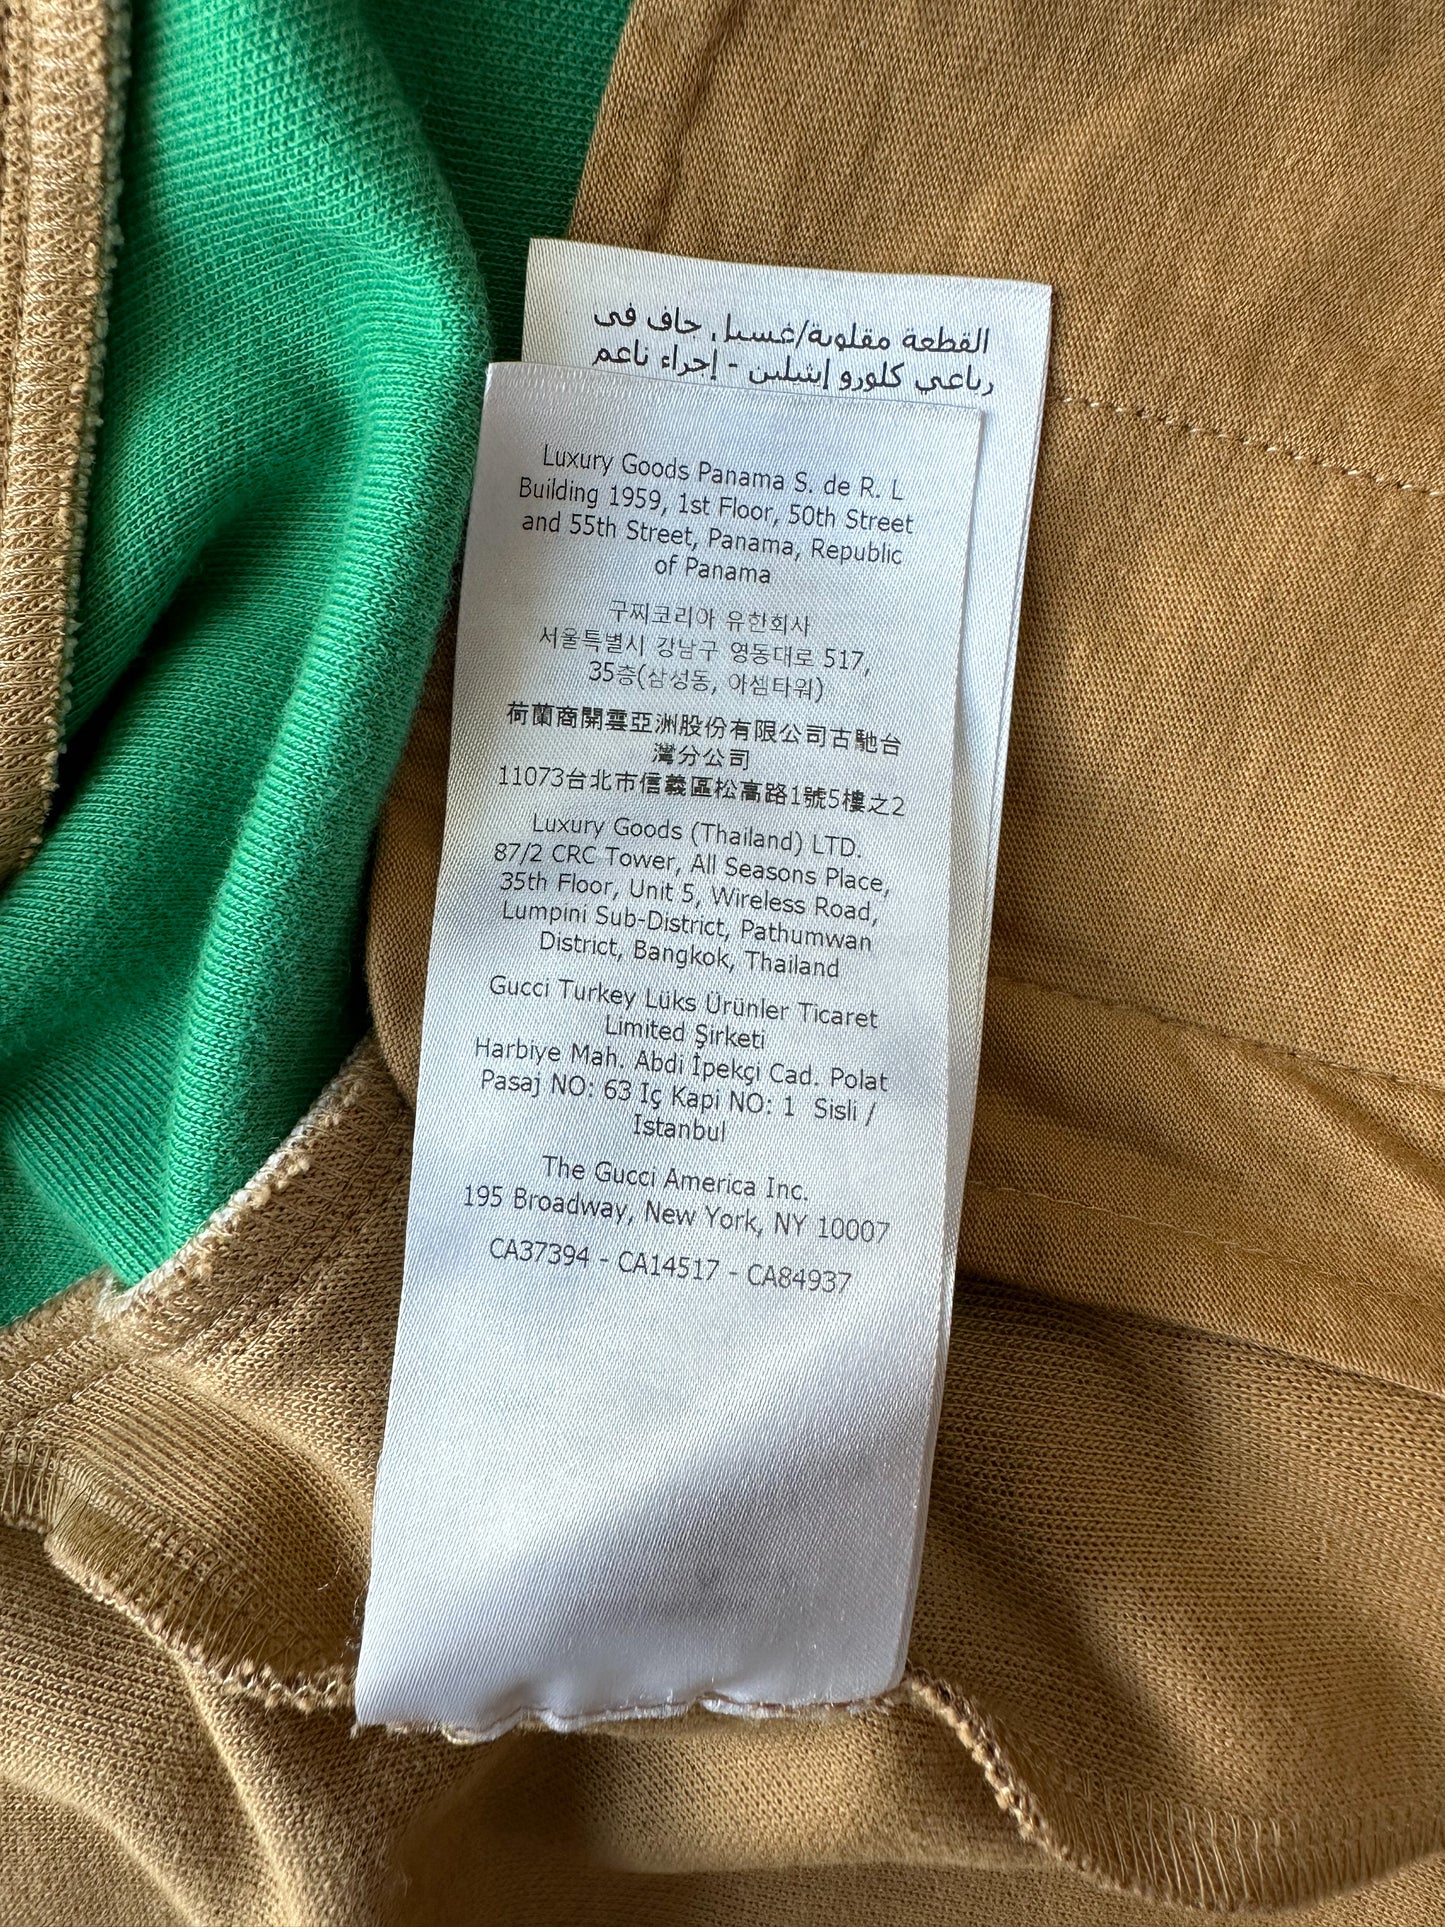 القطعة مقلوبة/غسيل جاف في
رباعي كلورو إيثيلين - إجراء ناعم
Luxury Goods Panama S. de R. L
Building 1959, 1st Floor, 50th Street
and 55th Street, Panama, Republic
of Panama
구찌코리아 유한회사
서울특별시 강남구 영동대로 517,
35층(삼성동, 아셈타워)
荷蘭商開雲亞洲股份有限公司古馳台
灣分公司
11073台北市信義區松高路1號5樓之2
Luxury Goods (Thailand) LTD.
87/2 CRC Tower, All Seasons Place,
35th Floor, Unit 5, Wireless Road,
Lumpini Sub-District, Pathumwan
District, Bangkok, Thailand
Gucci Turkey Lüks Ürünler Ticaret
Limited Şirketi
Harbiye Mah. Abdi İpekçi Cad. Polat
Pasaj NO: 63 Iç Kapi NO: 1 Sisli /
Istanbul
The Gucci America Inc.
195 Broadway, New York, NY 10007
CA37394 - CA14517 - CA84937